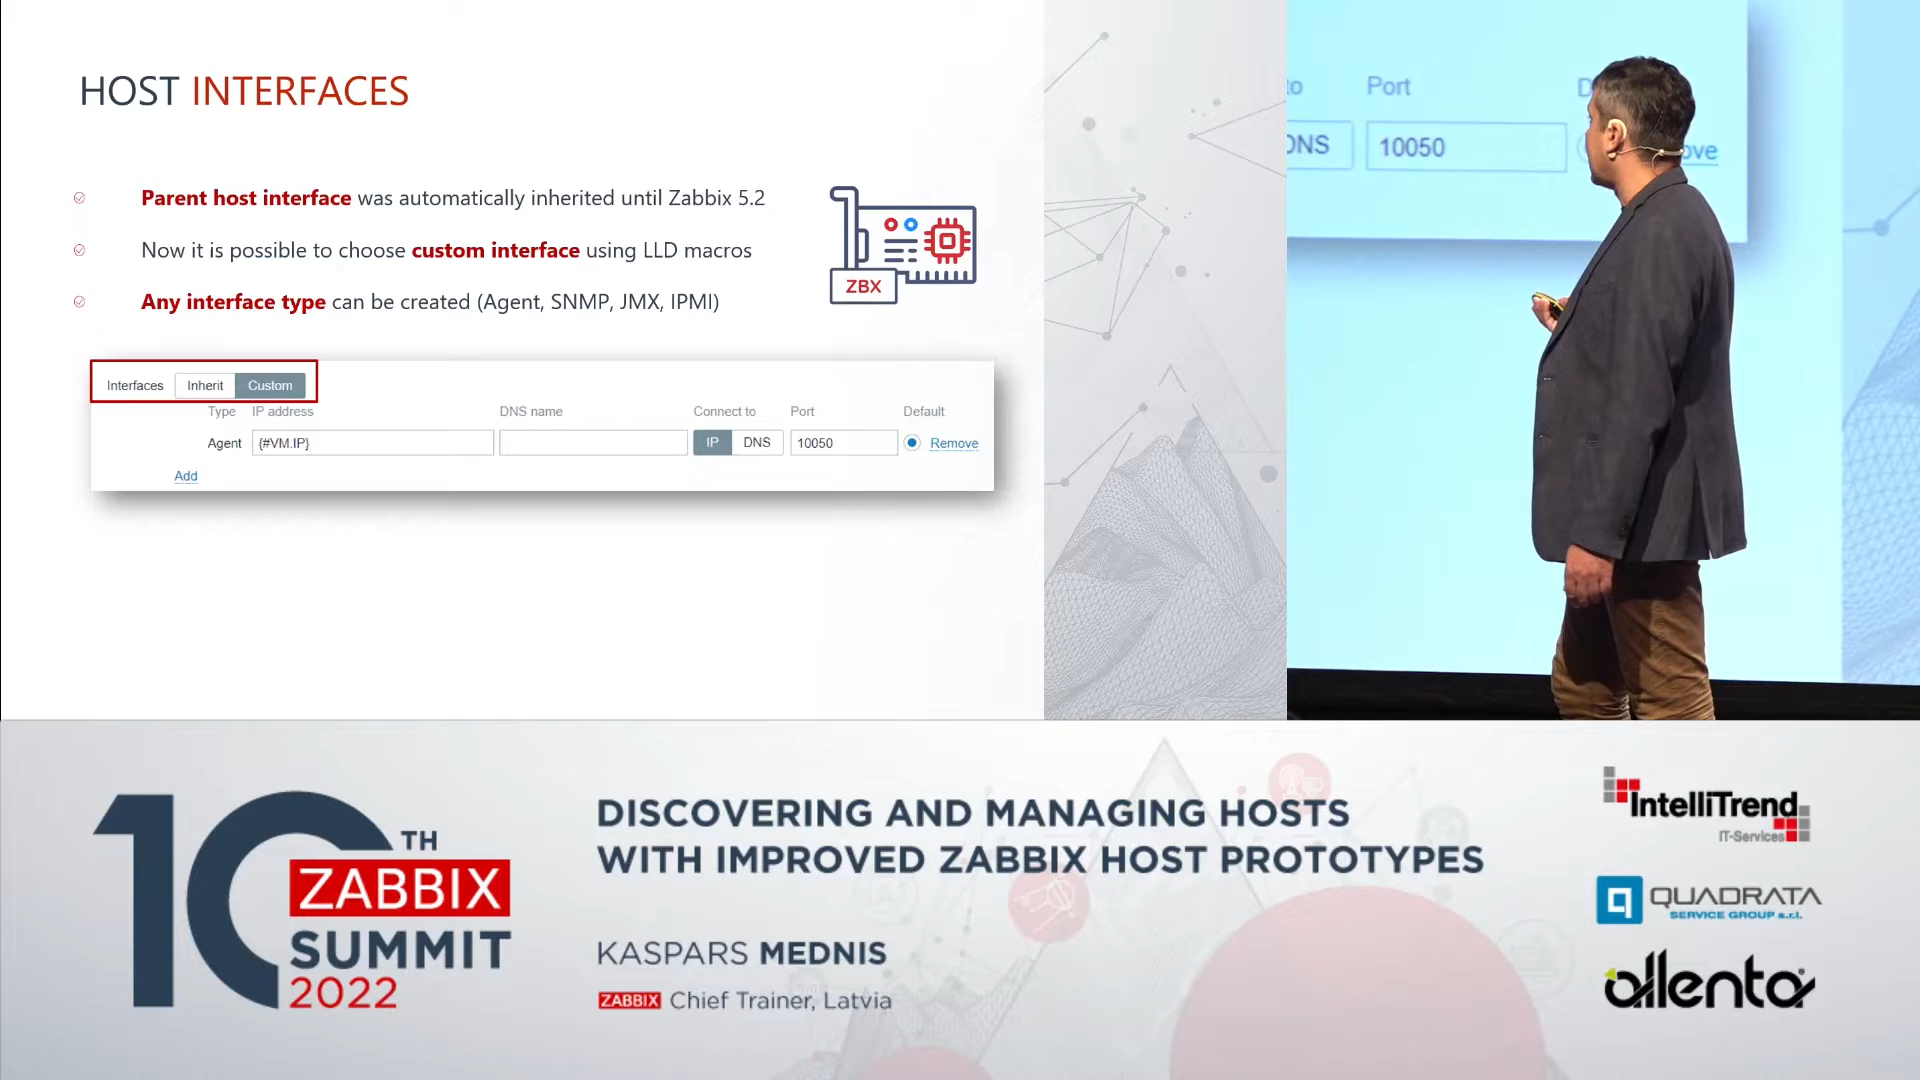 HOST INTERFACES
Parent host interface was automatically inherited until Zabbix 5.2
Now it is possible to choose custom interface using LLD macros
Any interface type can be created (Agent, SNMP, JMX, IPMI)
ZBX
Interfaces Inherit Custom
Type IP address DNS name Connect to Port Default
Agent {#VM.IP} IP DNS 10050 Remove
Add
to Port D
DNS 10050 ove
10TH
ZABBIX
SUMMIT
2022
DISCOVERING AND MANAGING HOSTS
WITH IMPROVED ZABBIX HOST PROTOTYPES
KASPARS MEDNIS
ZABBIX Chief Trainer, Latvia
IntelliTrend
IT-Services
QUADRATA
SERVICE GROUP s.r.l.
allenta